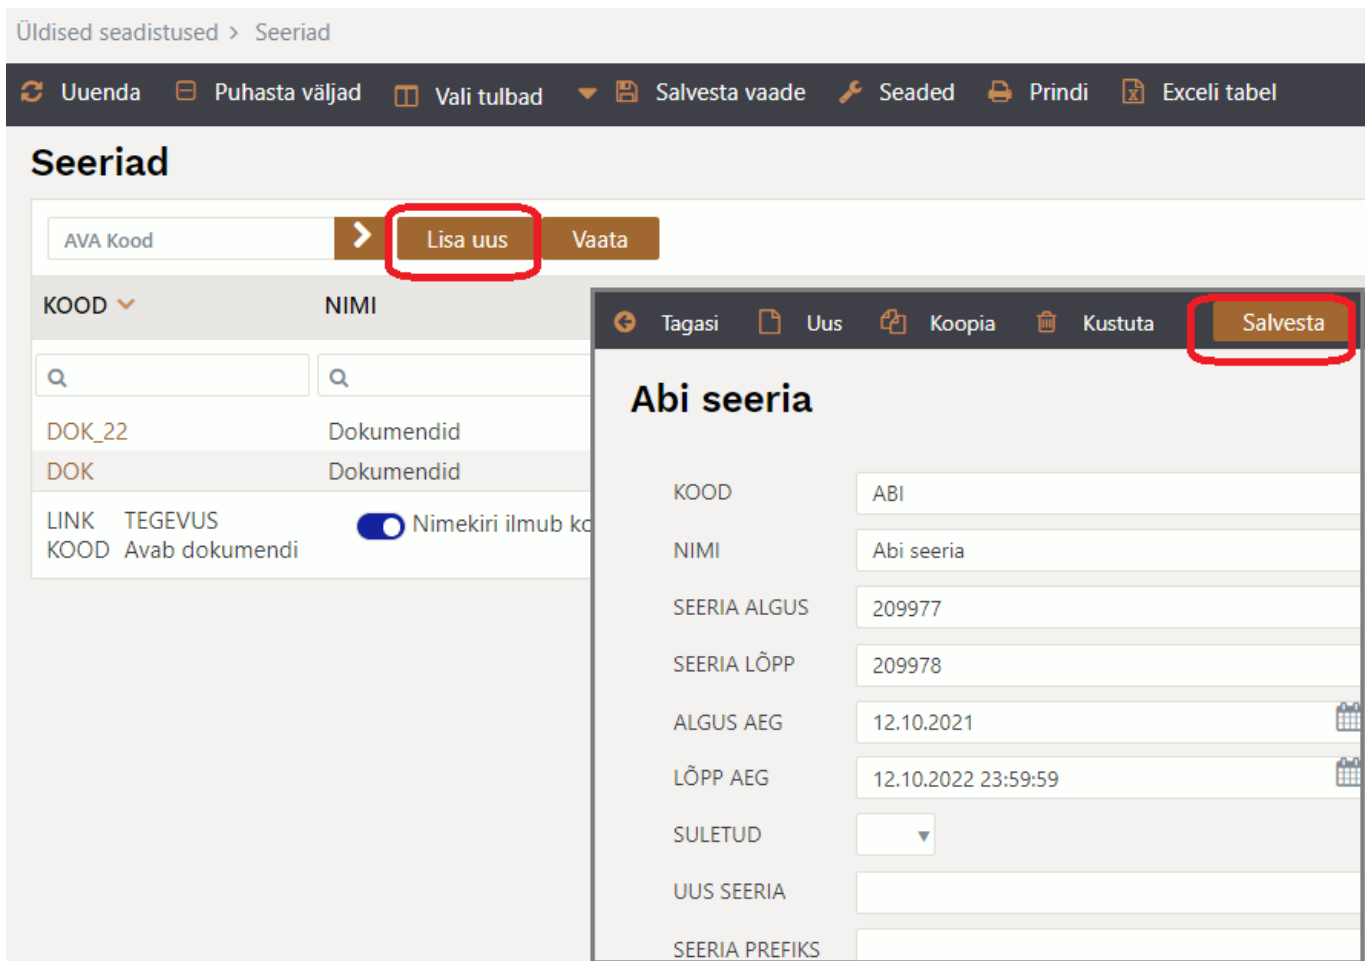 Üldised seadistused > Seeriad
Uuenda Puhasta väljad Vali tulbad Salvesta vaade Seaded Prindi Exceli tabel
Seeriad
AVA Kood Lisa uus Vaata
KOOD NIMI
DOK_22 Dokumendid
DOK Dokumendid
LINK TEGEVUS Nimekiri ilmub ko
KOOD Avab dokumendi
Tagasi Uus Koopia Kustuta Salvesta
Abi seeria
KOOD ABI
NIMI Abi seeria
SEERIA ALGUS 209977
SEERIA LÕPP 209978
ALGUS AEG 12.10.2021
LÕPP AEG 12.10.2022 23:59:59
SULETUD
UUS SEERIA
SEERIA PREFIKS